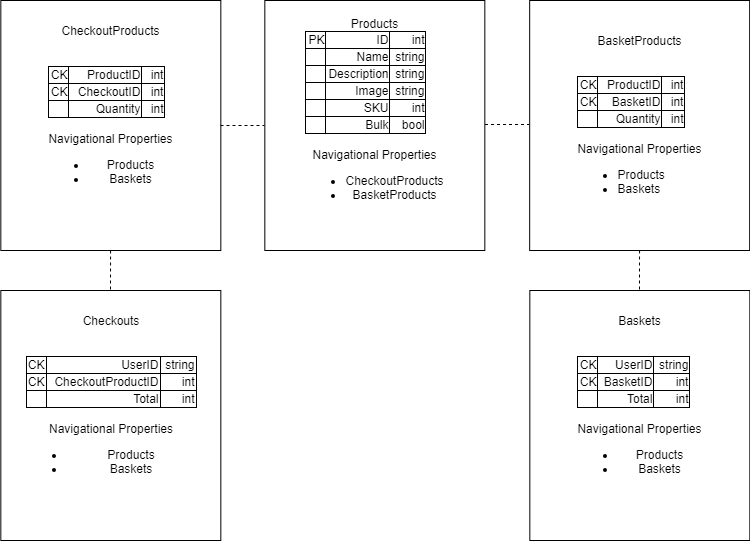 CheckoutProducts
CK ProductID int
CK CheckoutID int
Quantity int
Navigational Properties
• Products
• Baskets
Products
PK ID int
Name string
Description string
Image string
SKU int
Bulk bool
Navigational Properties
• CheckoutProducts
• BasketProducts
BasketProducts
CK ProductID int
CK BasketID int
Quantity int
Navigational Properties
• Products
• Baskets
Checkouts
CK UserID string
CK CheckoutProductID int
Total int
Navigational Properties
• Products
• Baskets
Baskets
CK UserID string
CK BasketID int
Total int
Navigational Properties
• Products
• Baskets